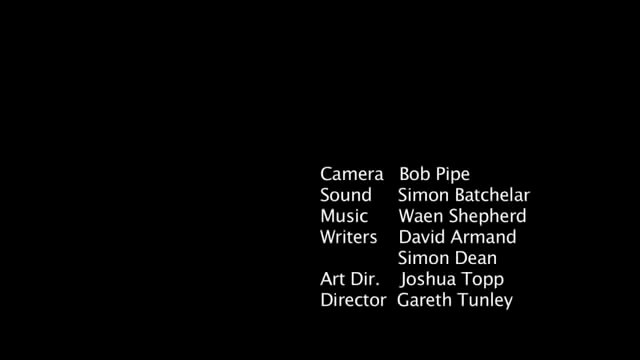 Camera Bob Pipe
Sound Simon Batchelar
Music Waen Shepherd
Writers David Armand
Simon Dean
Art Dir. Joshua Topp
Director Gareth Tunley